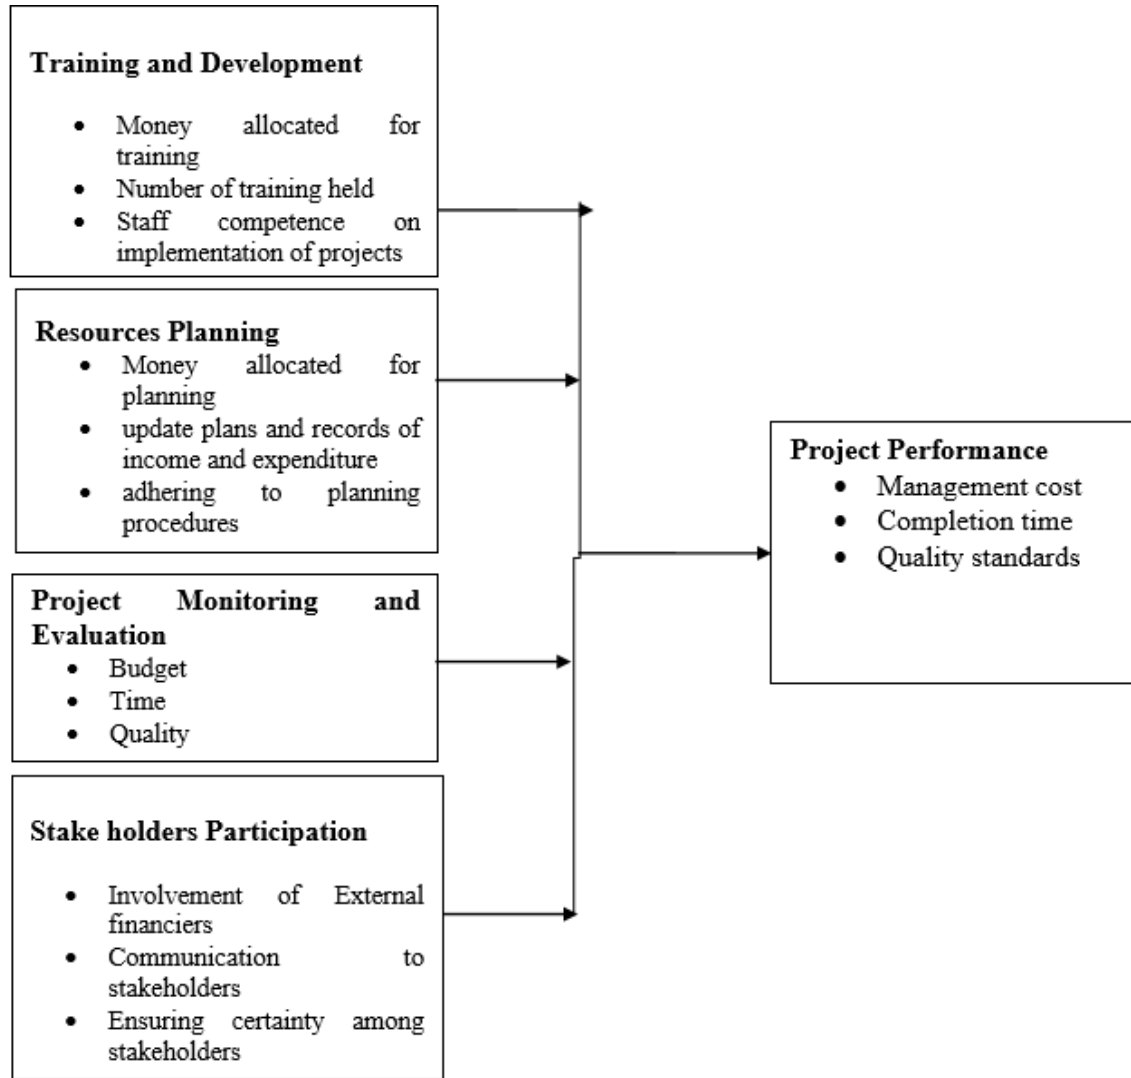 Training and Development
• Money allocated for
training
• Number of training held
• Staff competence on
implementation of projects
Resources Planning
• Money allocated for
planning
• update plans and records of
income and expenditure
• adhering to planning
procedures
Project Monitoring and
Evaluation
• Budget
• Time
• Quality
Stake holders Participation
• Involvement of External
financiers
• Communication to
stakeholders
• Ensuring certainty among
stakeholders
Project Performance
• Management cost
• Completion time
• Quality standards